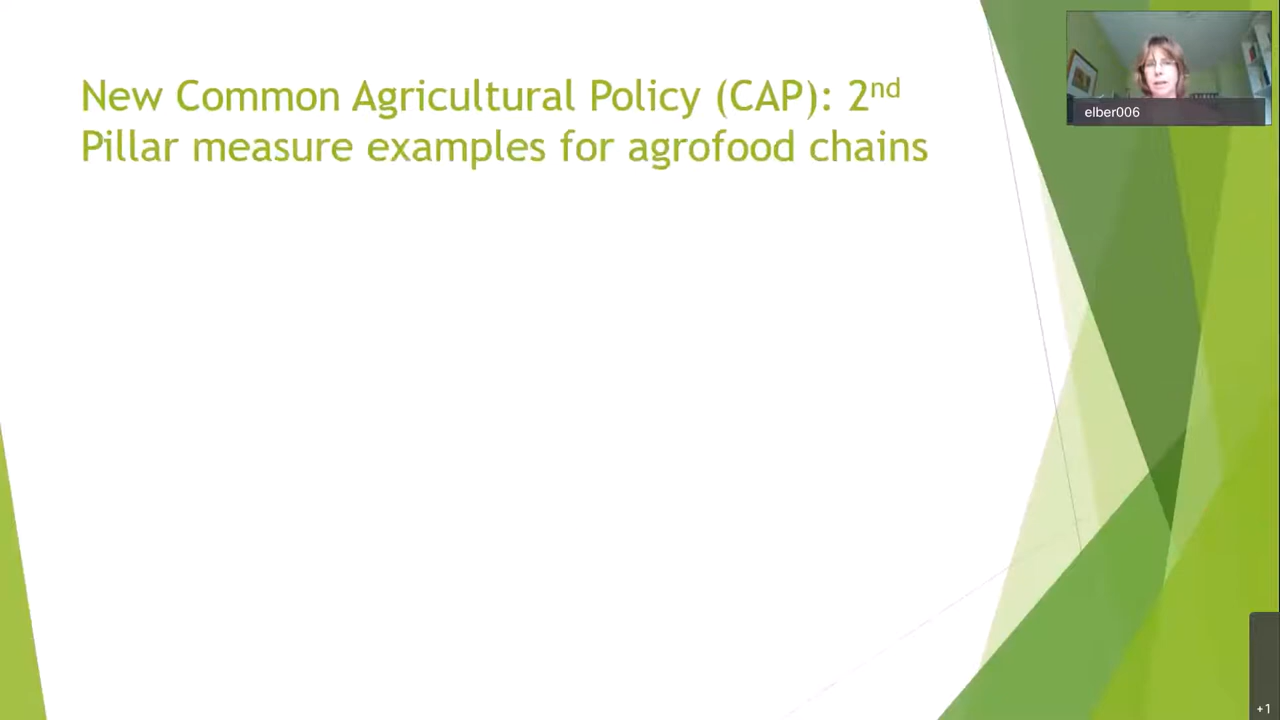 New Common Agricultural Policy (CAP): 2nd
Pillar measure examples for agrofood chains
elber006
+1